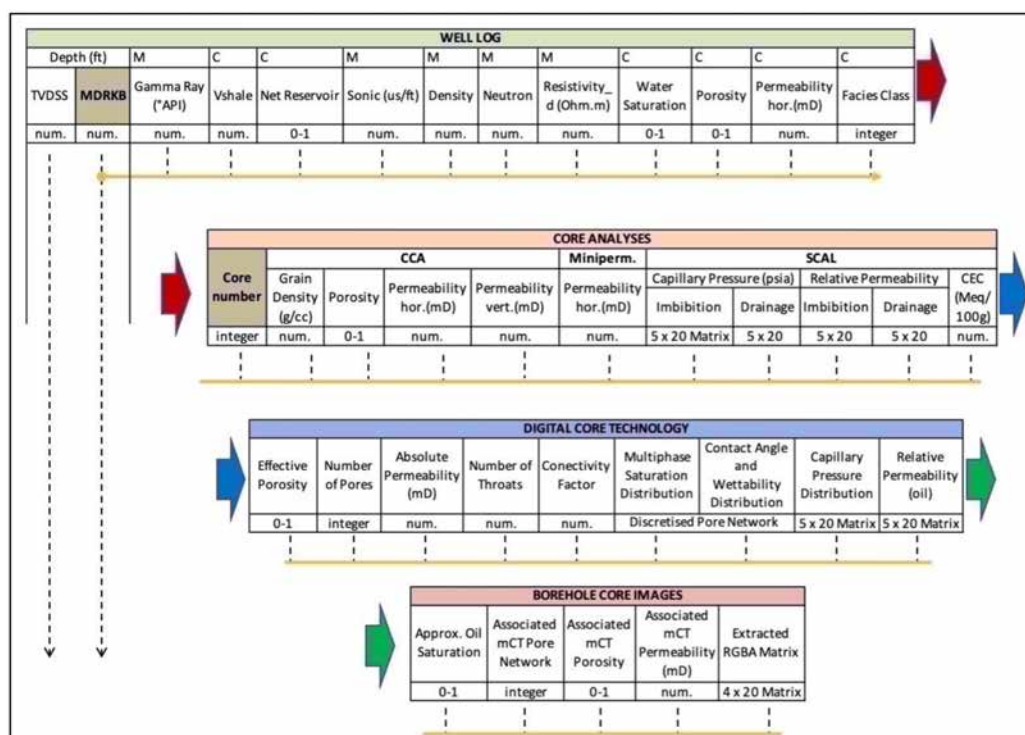 WELL LOG
Depth (ft) M C C M M M M C C C C
TVDSS MDRKB Gamma Ray (°API) Vshale Net Reservoir Sonic (us/ft) Density Neutron Resistivity_d (Ohm.m) Water Saturation Porosity Permeability hor.(mD) Facies Class
num. num. num. num. 0-1 num. num. num. num. 0-1 0-1 num. integer
CORE ANALYSES
CCA Miniperm. SCAL
Core number Grain Density (g/cc) Porosity Permeability hor.(mD) Permeability vert.(mD) Permeability hor.(mD) Capillary Pressure (psia) Relative Permeability CEC (Meq/100g)
Imbibition Drainage Imbibition Drainage
integer num. 0-1 num. num. num. 5 x 20 Matrix 5 x 20 5 x 20 5 x 20 num.
DIGITAL CORE TECHNOLOGY
Effective Porosity Number of Pores Absolute Permeability (mD) Number of Throats Conectivity Factor Multiphase Saturation Distribution Contact Angle and Wettability Distribution Capillary Pressure Distribution Relative Permeability (oil)
0-1 integer num. num. num. Discretised Pore Network 5 x 20 Matrix 5 x 20 Matrix
BOREHOLE CORE IMAGES
Approx. Oil Saturation Associated mCT Pore Network Associated mCT Porosity Associated mCT Permeability (mD) Extracted RGBA Matrix
0-1 integer 0-1 num. 4 x 20 Matrix